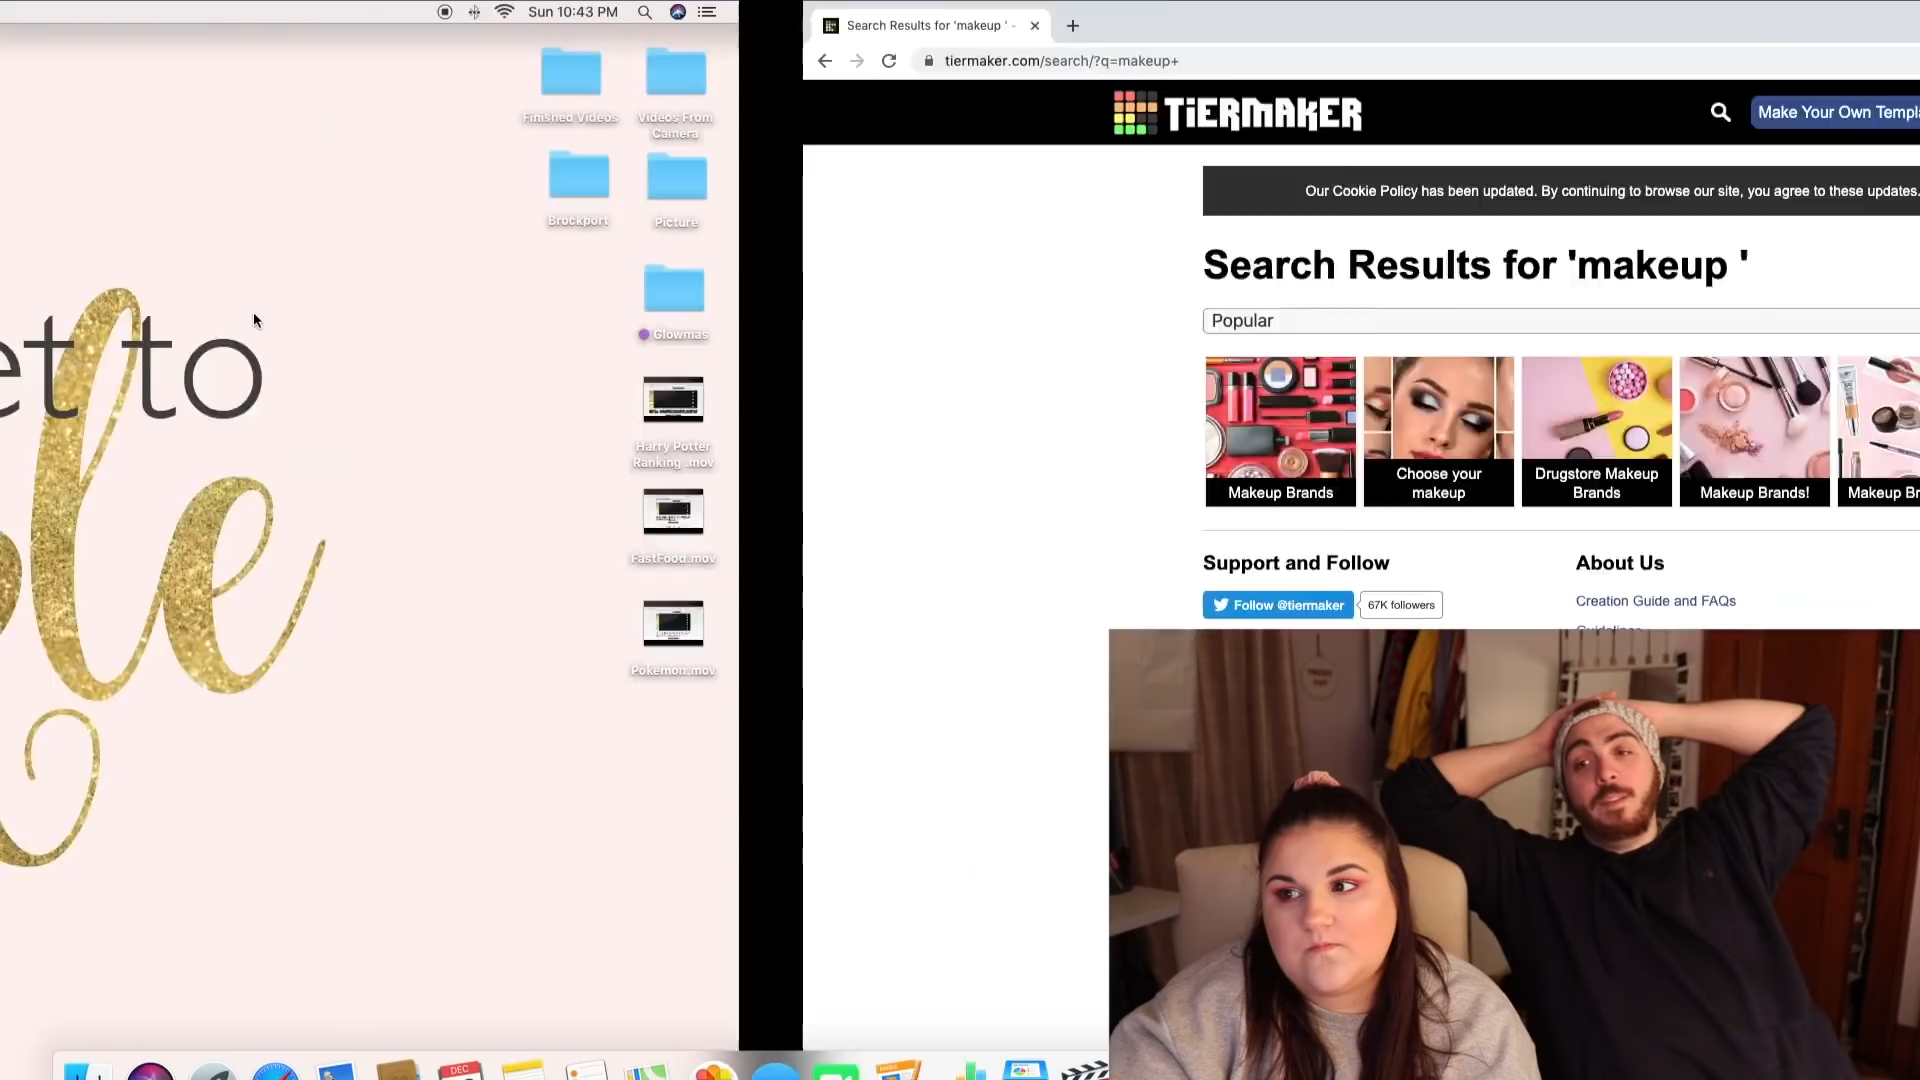 Sun 10:43 PM
Finished Videos
Videos From
Camera
Brockport
Picture
Glowmas
Harry Potter
Ranking .mov
FastFood.mov
Pokemon.mov
et to
le
DEC
Search Results for 'makeup ' -
tiermaker.com/search/?q=makeup+
TiERMAKER
Make Your Own Templa
Our Cookie Policy has been updated. By continuing to browse our site, you agree to these updates.
Search Results for 'makeup '
Popular
Makeup Brands
Choose your
makeup
Drugstore Makeup
Brands
Makeup Brands!
Makeup Br
Support and Follow
Follow @tiermaker
67K followers
About Us
Creation Guide and FAQs
Guidelines